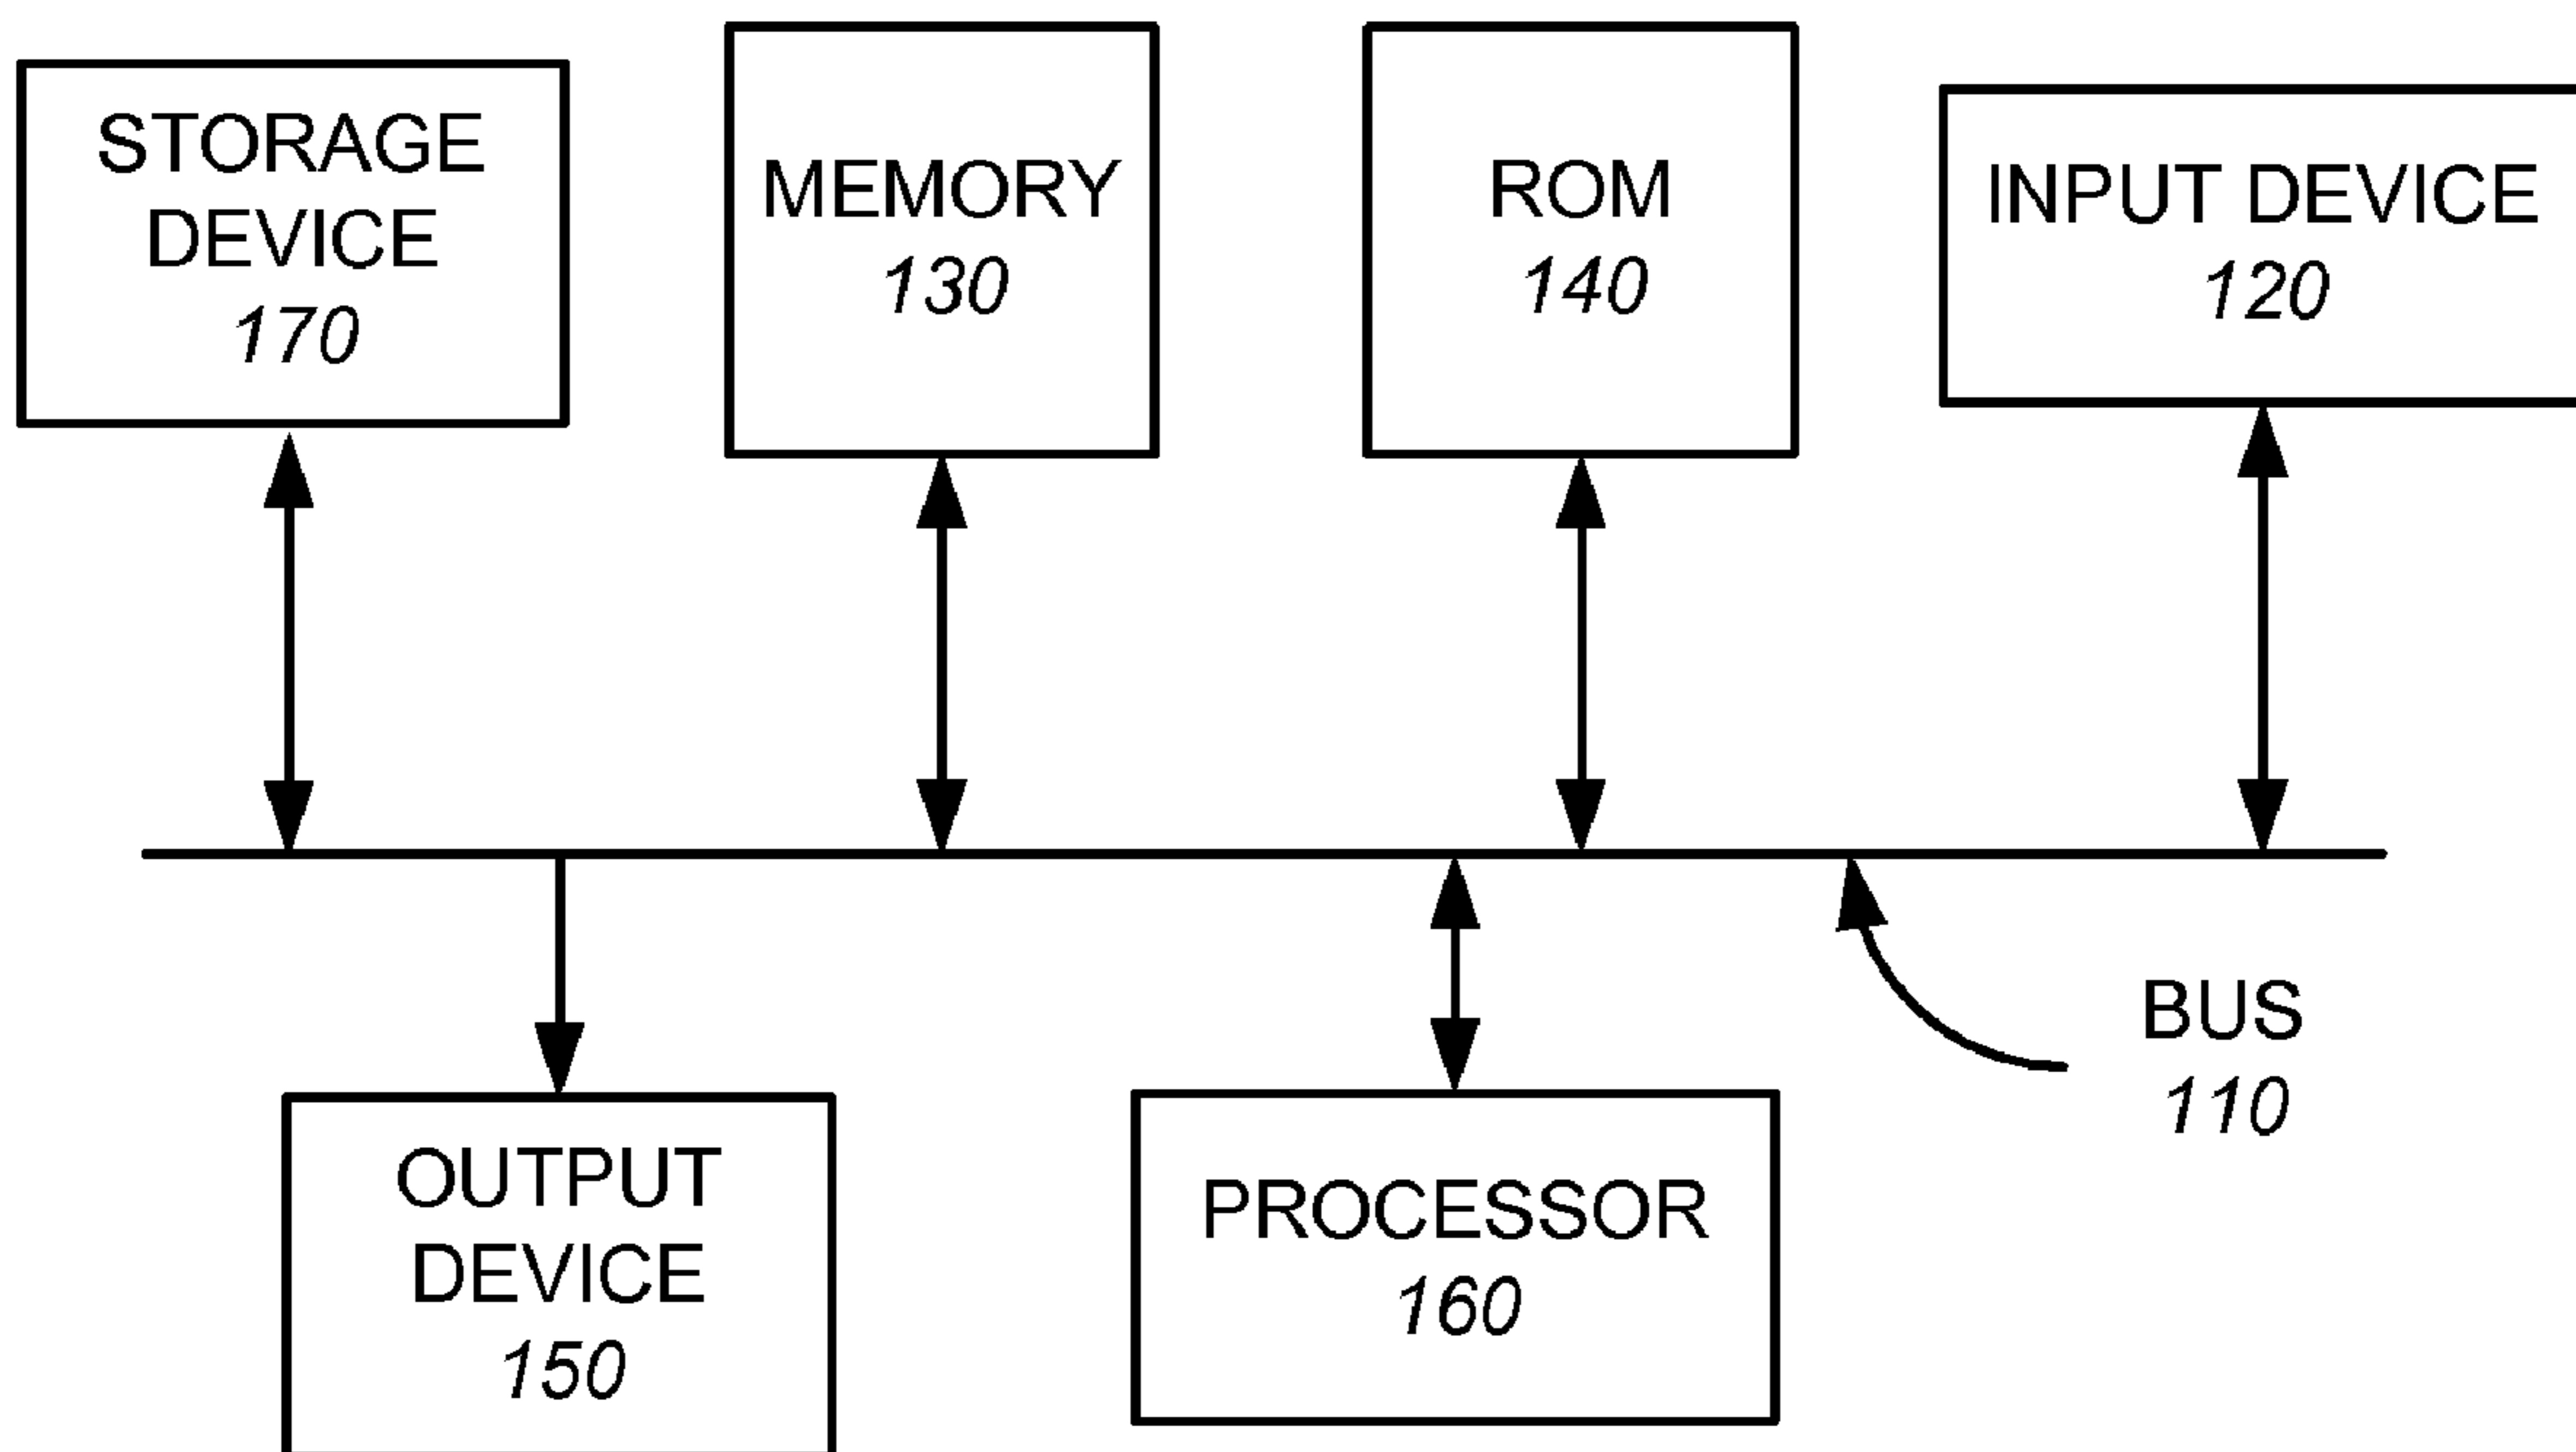 STORAGE
DEVICE
170
MEMORY
130
ROM
140
INPUT DEVICE
120
BUS
110
OUTPUT
DEVICE
150
PROCESSOR
160